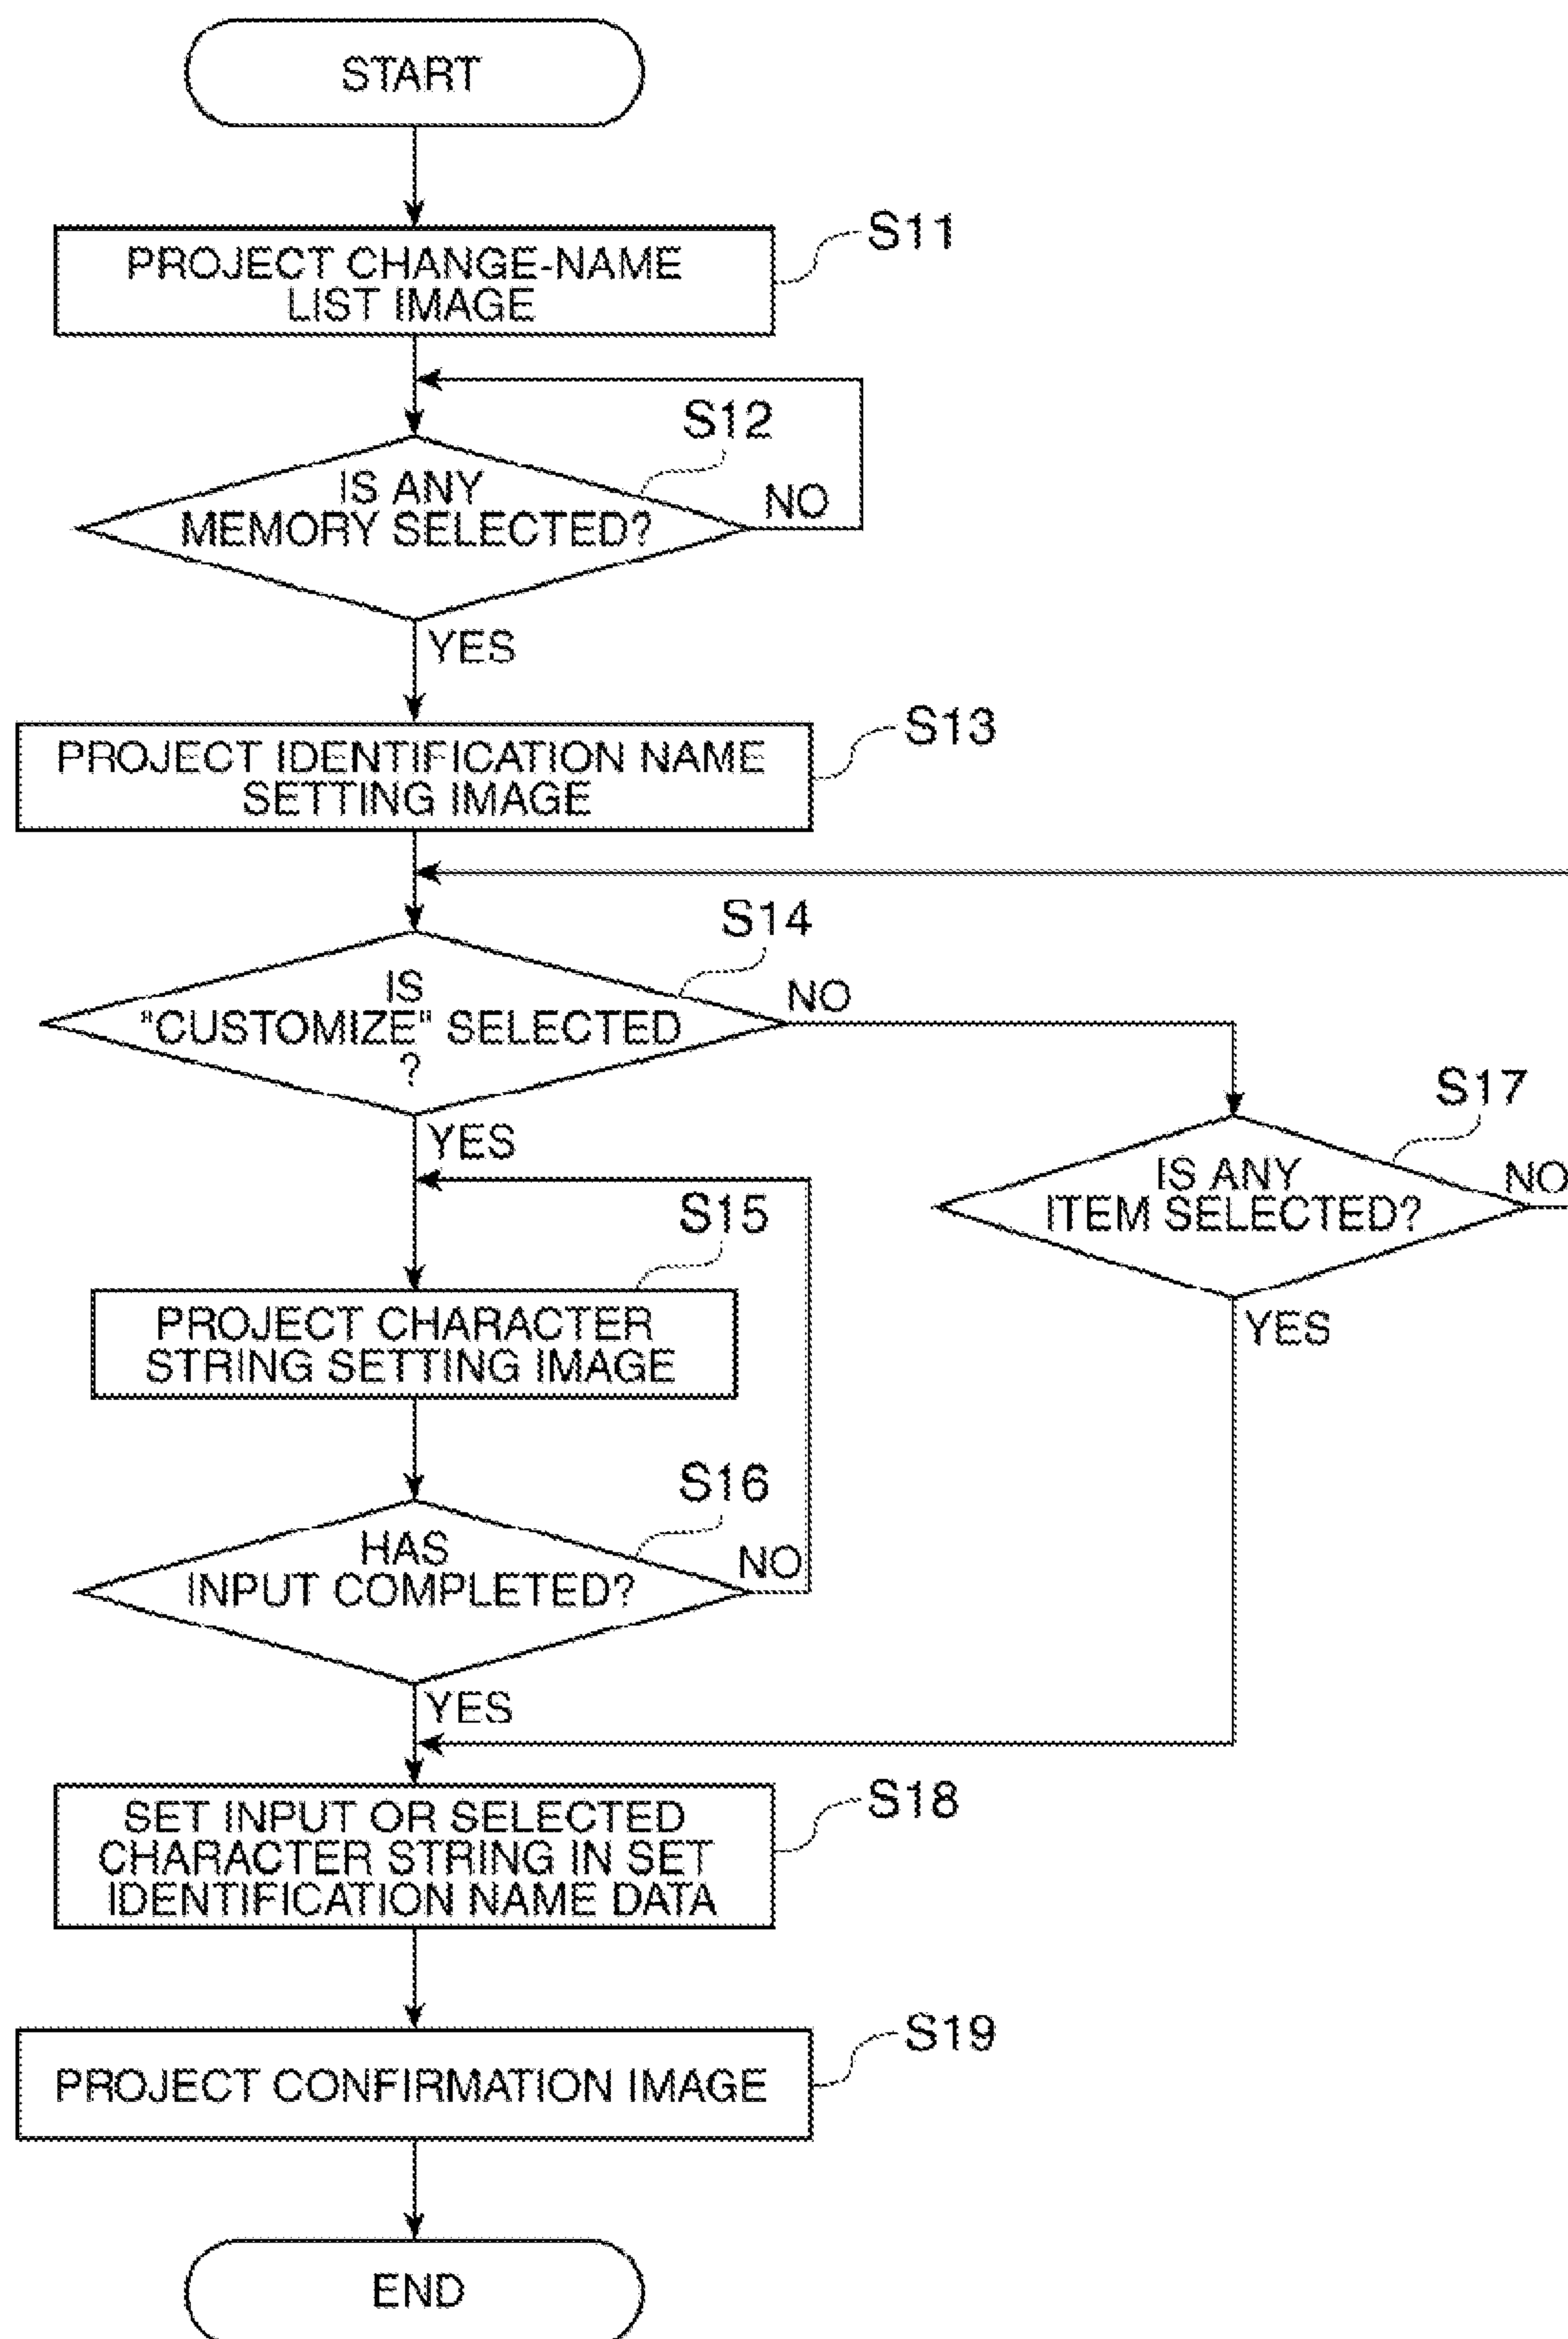 START
S11
PROJECT CHANGE-NAME
LIST IMAGE
S12
IS ANY
MEMORY SELECTED?
NO
YES
S13
PROJECT IDENTIFICATION NAME
SETTING IMAGE
S14
IS
"CUSTOMIZE" SELECTED
?
NO
YES
S17
IS ANY
ITEM SELECTED?
NO
YES
S15
PROJECT CHARACTER
STRING SETTING IMAGE
S16
HAS
INPUT COMPLETED?
NO
YES
S18
SET INPUT OR SELECTED
CHARACTER STRING IN SET
IDENTIFICATION NAME DATA
S19
PROJECT CONFIRMATION IMAGE
END